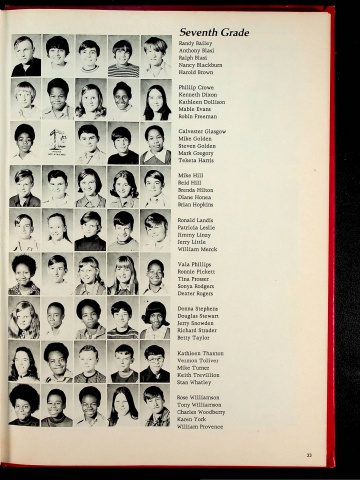 Seventh Grade
Randy Bailey
Anthony Blasi
Ralph Blasi
Nancy Blackburn
Harold Brown
Phillip Crowe
Kenneth Dixon
Kathleen Dollison
Mable Evans
Robin Freeman
Calvester Glasgow
Mike Golden
Steven Golden
Mark Gregory
Teketa Harris
Mike Hill
Reid Hill
Brenda Hilton
Diane Honea
Brian Hopkins
Ronald Landis
Patricia Leslie
Jimmy Linny
Jerry Little
William Merck
Vala Phillips
Ronnie Pickett
Tina Prosser
Sonya Rodgers
Dexter Rogers
Donna Stephens
Douglas Stewart
Jerry Snowden
Richard Strader
Betty Taylor
Kathleen Thaxton
Vernon Toliver
Mike Turner
Keith Trevillion
Stan Whatley
Rose Williamson
Tony Williamson
Charles Woodberry
Karen York
William Provence
33